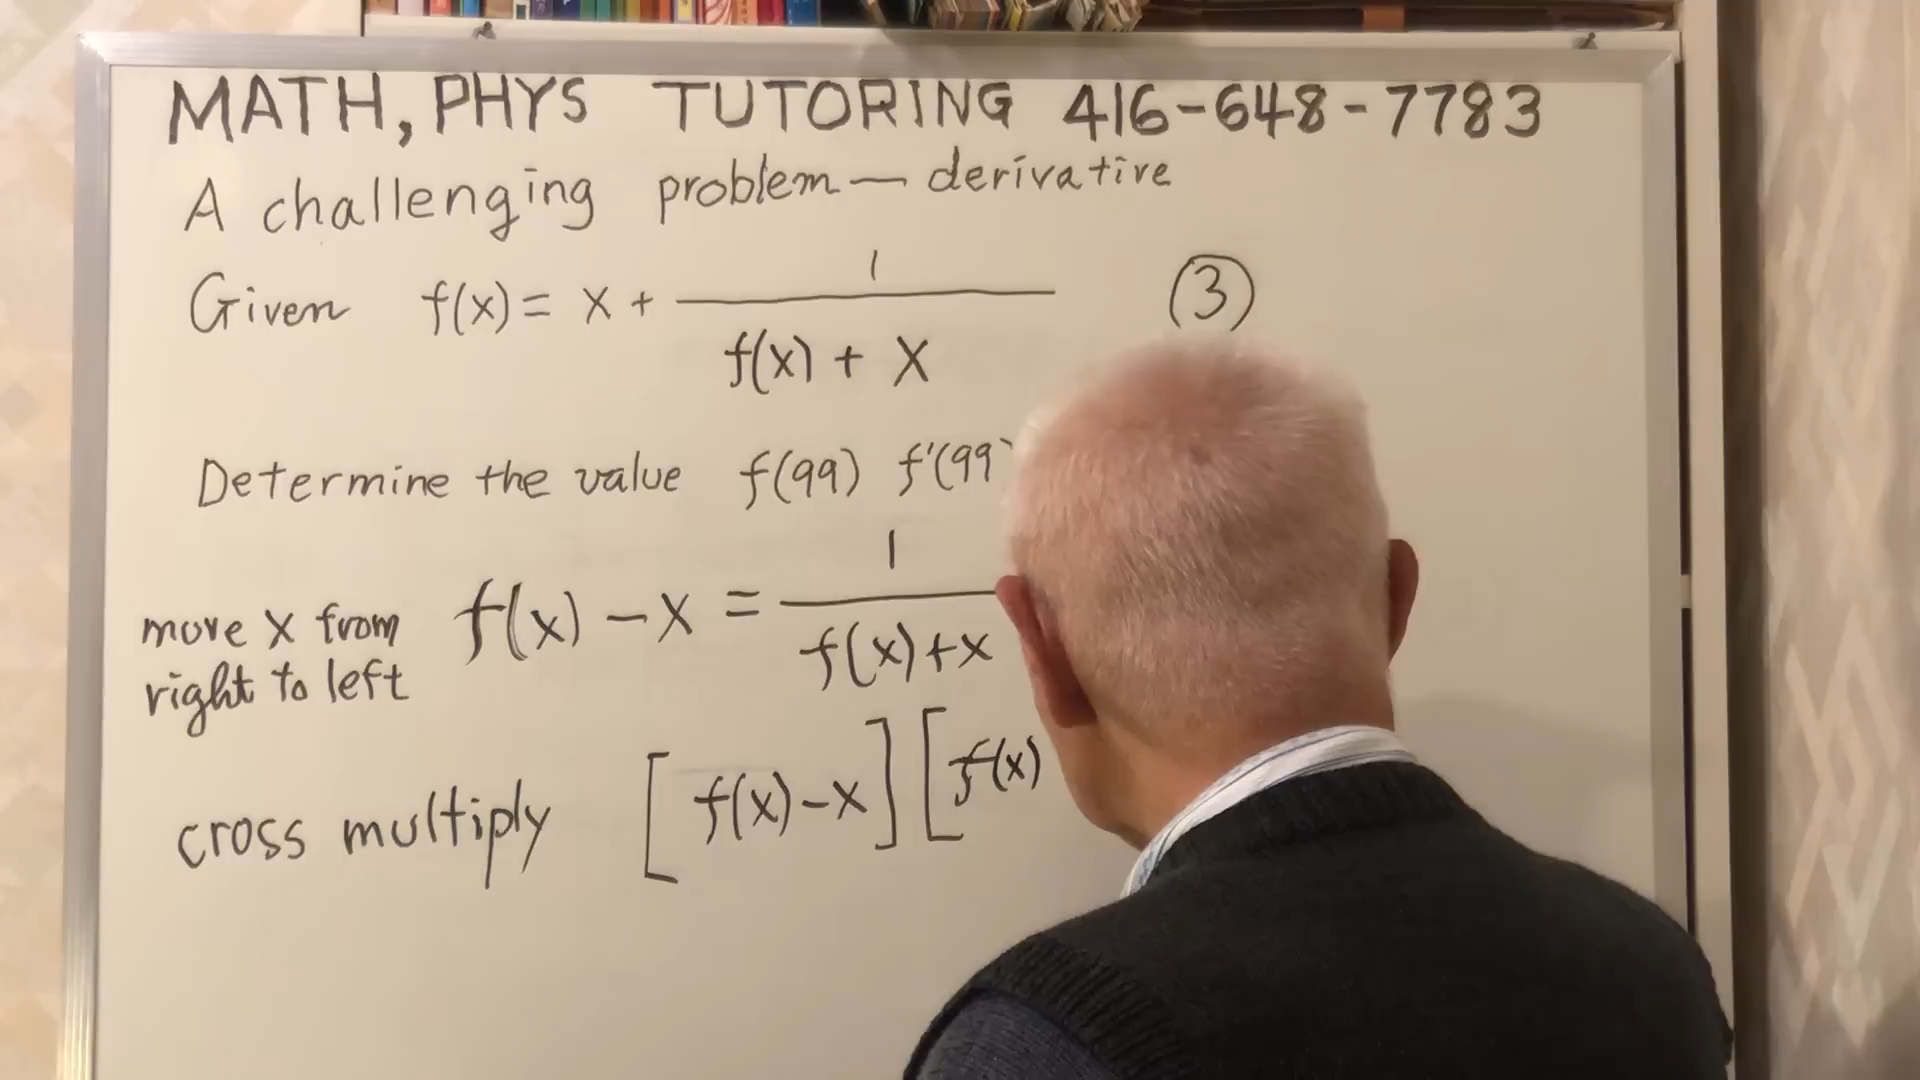 MATH, PHYS TUTORING 416-648-7783
A challenging problem — derivative
Given f(x) = x + 1 / f(x) + x (3)
Determine the value f(99) f'(99
move x from right to left f(x) - x = 1 / f(x) + x
cross multiply [f(x) - x] [f(x)